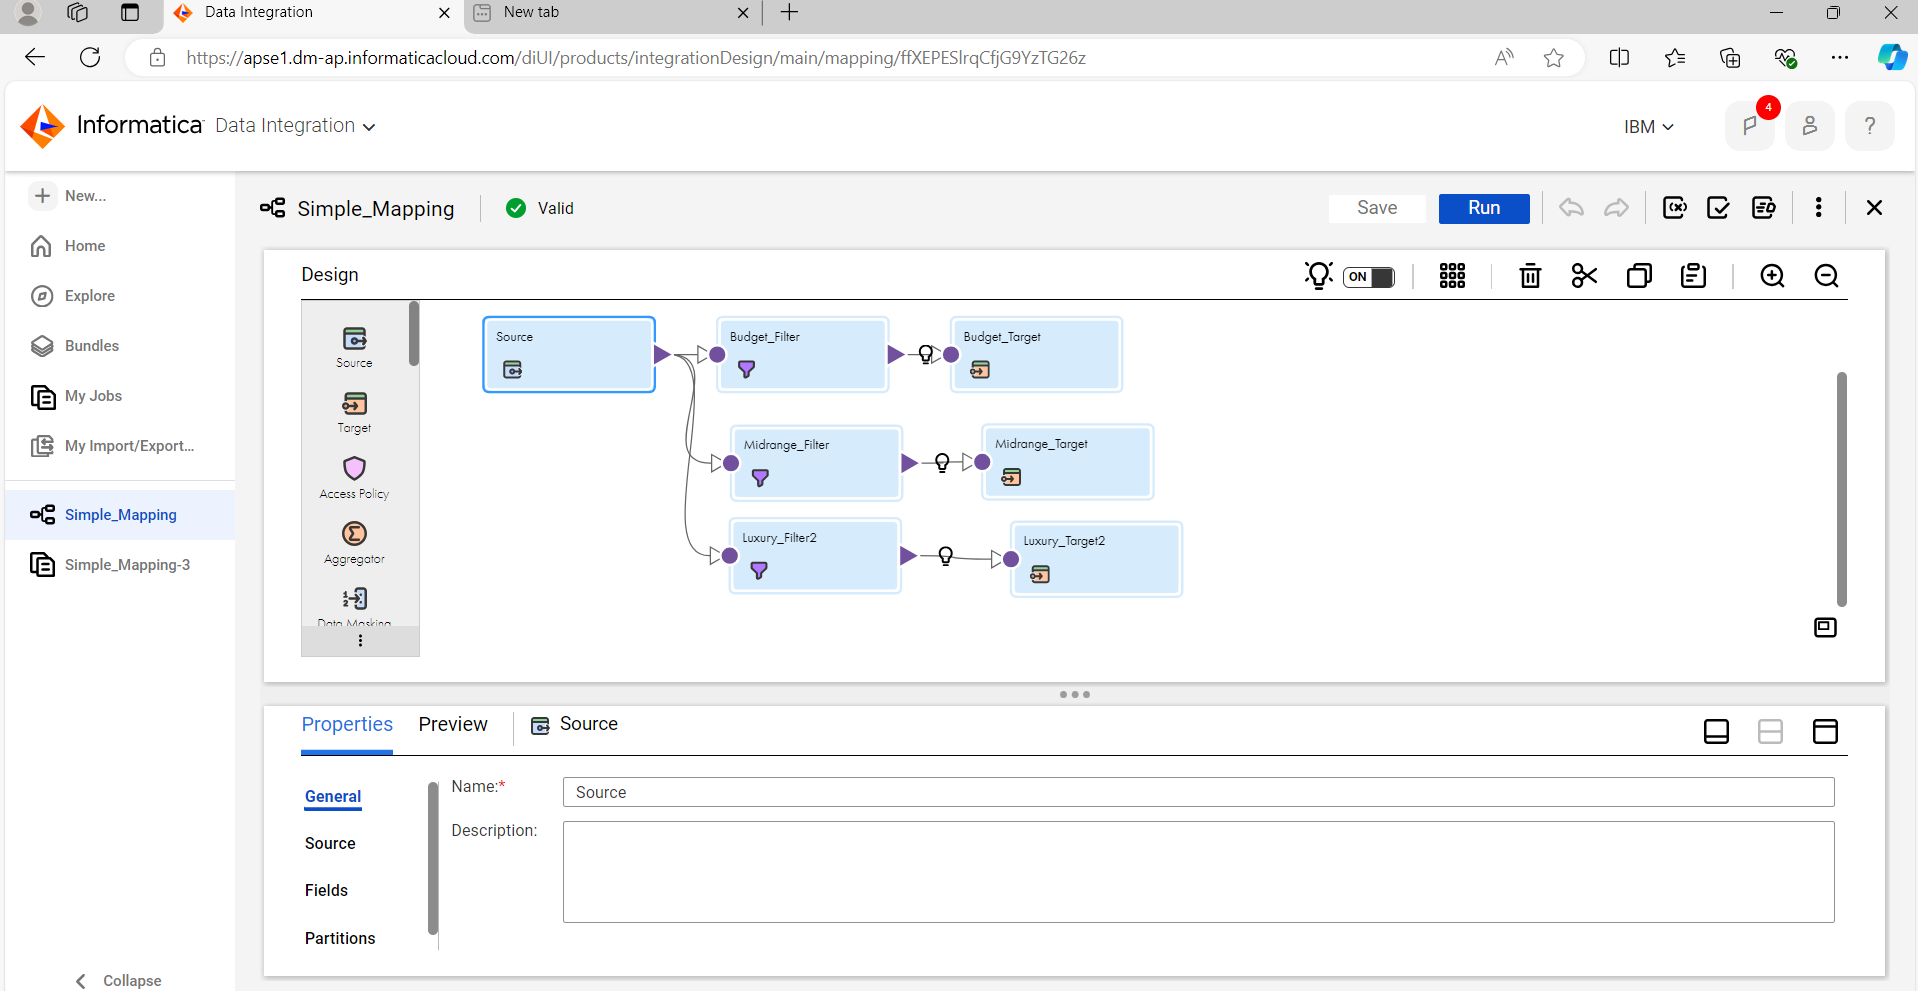 Data Integration
New tab
https://apse1.dm-ap.informaticacloud.com/diUI/products/integrationDesign/main/mapping/ffXEPESlrqCfjG9YzTG26z
Informatica Data Integration
IBM
4
?
New...
Home
Explore
Bundles
My Jobs
My Import/Export...
Simple_Mapping
Simple_Mapping-3
Collapse
Simple_Mapping
Valid
Save
Run
Design
ON
Source
Target
Access Policy
Aggregator
Data Masking
Source
Budget_Filter
Budget_Target
Midrange_Filter
Midrange_Target
Luxury_Filter2
Luxury_Target2
Properties
Preview
Source
General
Source
Fields
Partitions
Name:*
Source
Description: